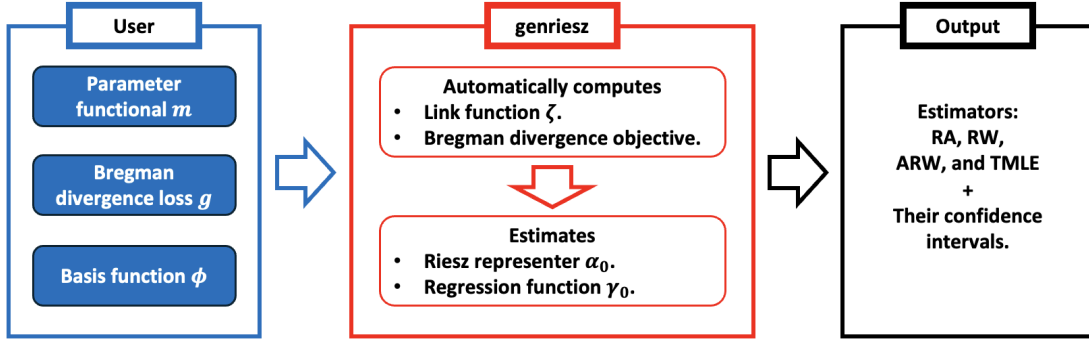 User
Parameter
functional m
Bregman
divergence loss g
Basis function ϕ
genriesz
Automatically computes
• Link function ζ.
• Bregman divergence objective.
Estimates
• Riesz representer α₀.
• Regression function γ₀.
Output
Estimators:
RA, RW,
ARW, and TMLE
+
Their confidence
intervals.